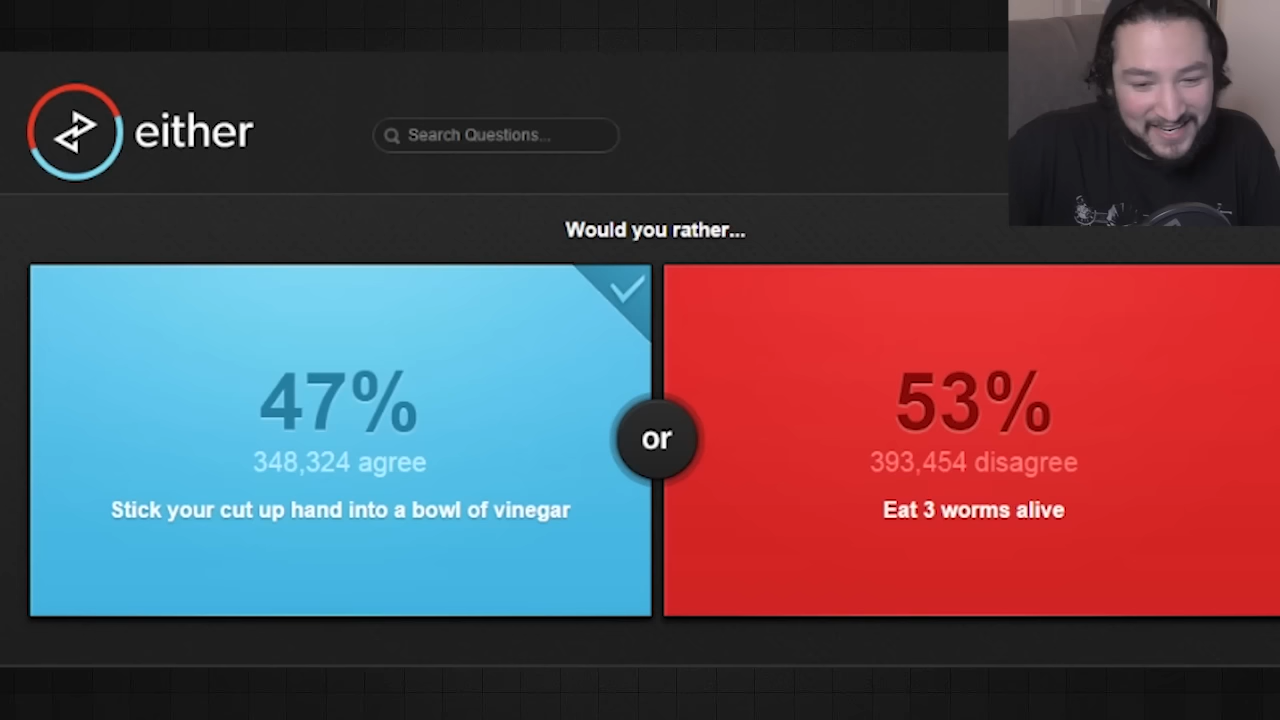 either
Search Questions...
Would you rather...
47%
348,324 agree
Stick your cut up hand into a bowl of vinegar
or
53%
393,454 disagree
Eat 3 worms alive